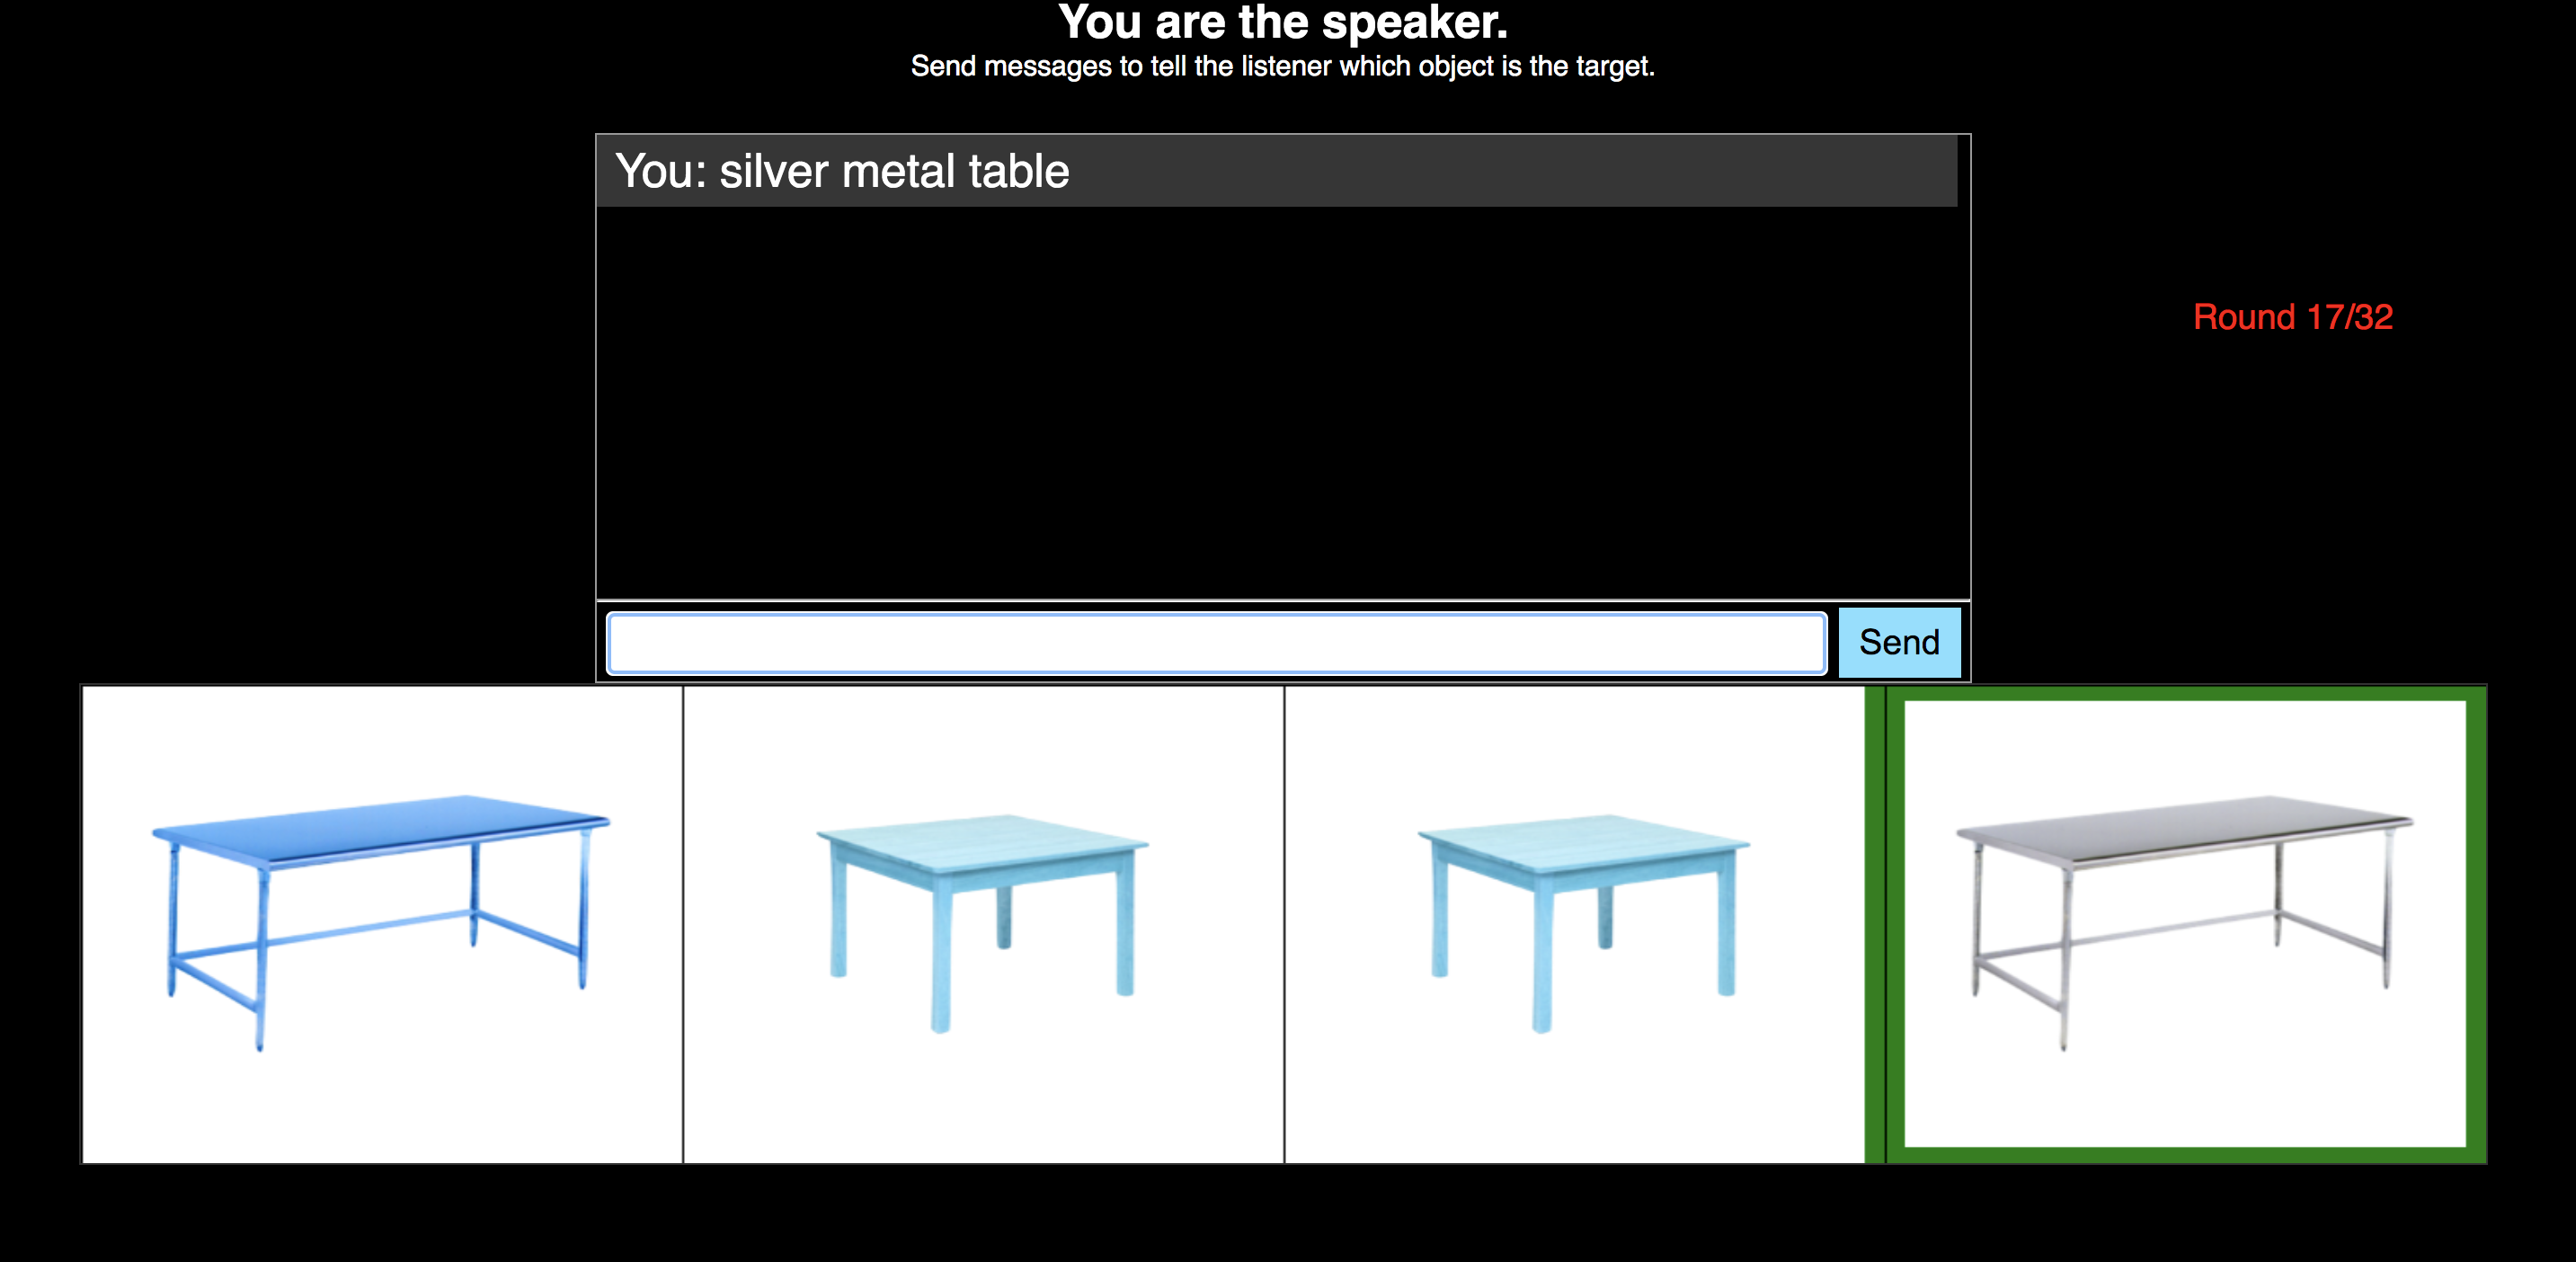 You are the speaker.
Send messages to tell the listener which object is the target.
You: silver metal table
Round 17/32
Send